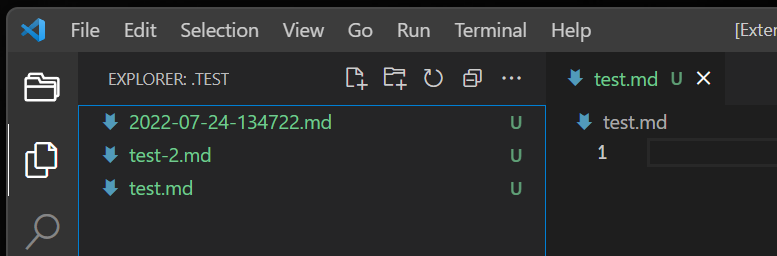 File Edit Selection View Go Run Terminal Help [Exter
EXPLORER: .TEST
test.md U
2022-07-24-134722.md U
test-2.md U
test.md U
test.md
1